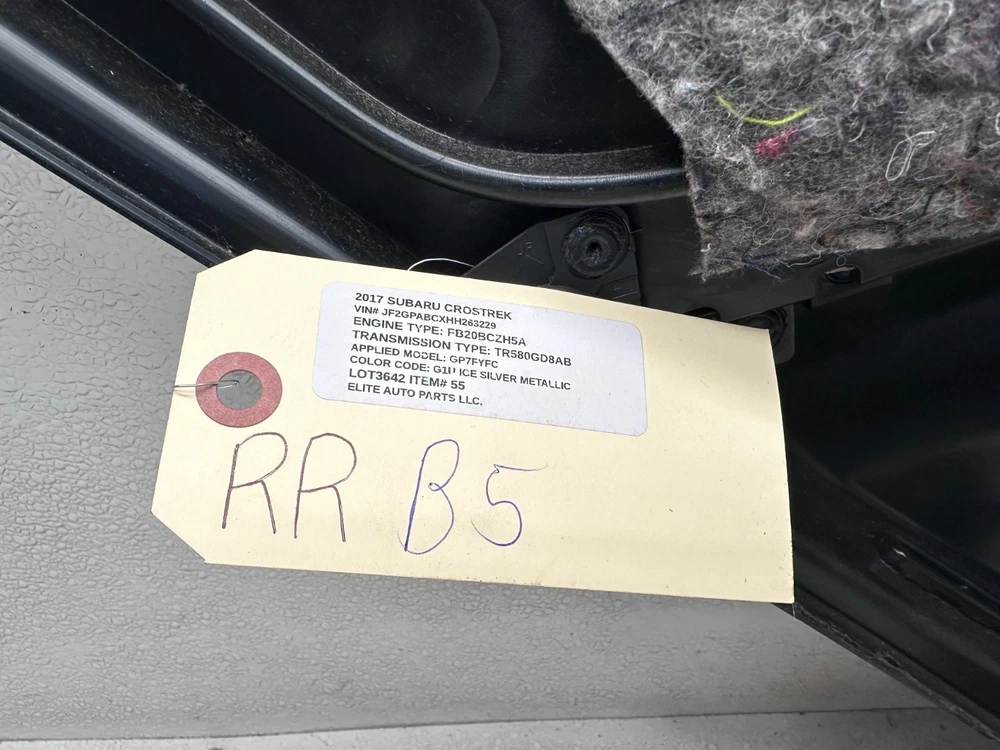 2017 SUBARU CROSTREK
VIN# JF2GPABCXHH263229
ENGINE TYPE: FB20BCZH5A
TRANSMISSION TYPE: TR580GD8AB
APPLIED MODEL: GP7FYFC
COLOR CODE: G1U ICE SILVER METALLIC
LOT3642 ITEM# 55
ELITE AUTO PARTS LLC.
RR B5